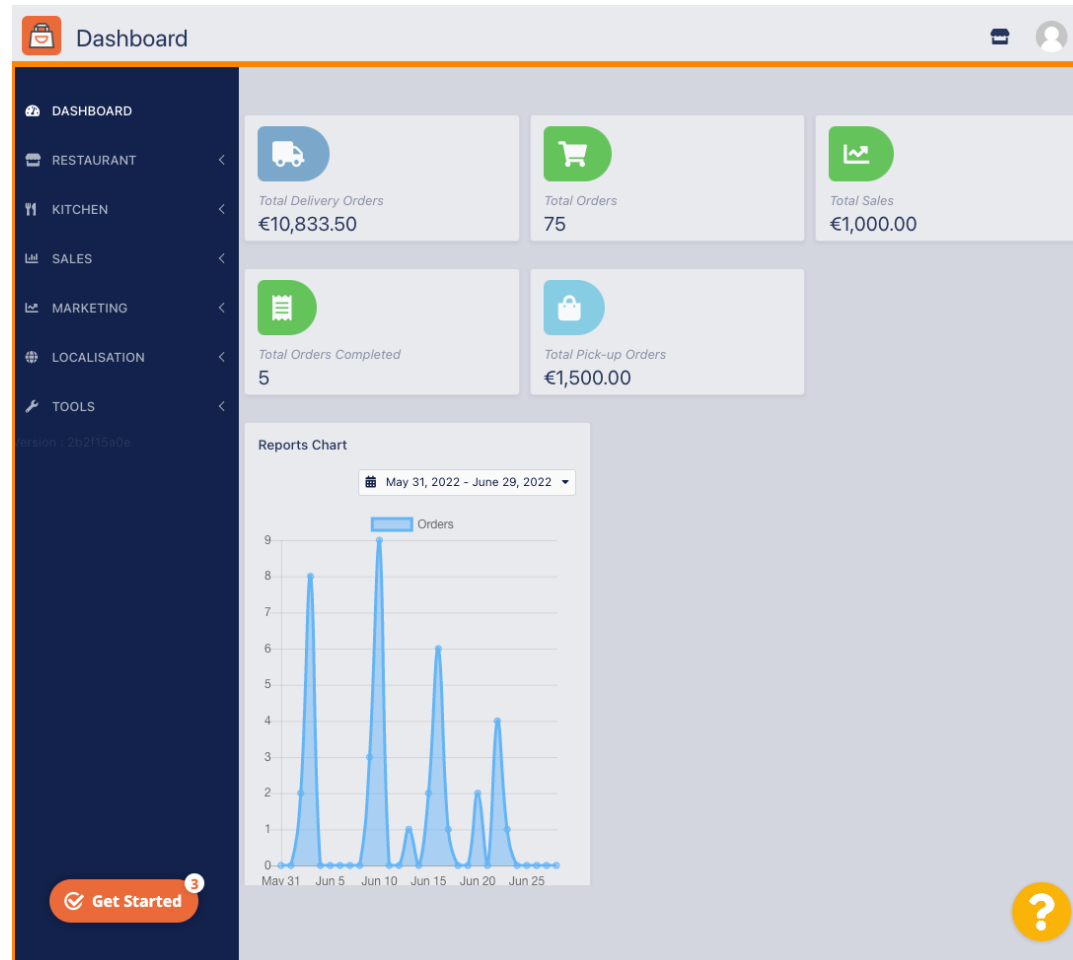 Dashboard
DASHBOARD
RESTAURANT
KITCHEN
SALES
MARKETING
LOCALISATION
TOOLS
Version : 2b2f15a0e
Total Delivery Orders
€10,833.50
Total Orders
75
Total Sales
€1,000.00
Total Orders Completed
5
Total Pick-up Orders
€1,500.00
Reports Chart
May 31, 2022 - June 29, 2022
Orders
9
8
7
6
5
4
3
2
1
0
May 31 Jun 5 Jun 10 Jun 15 Jun 20 Jun 25
Get Started
3
?